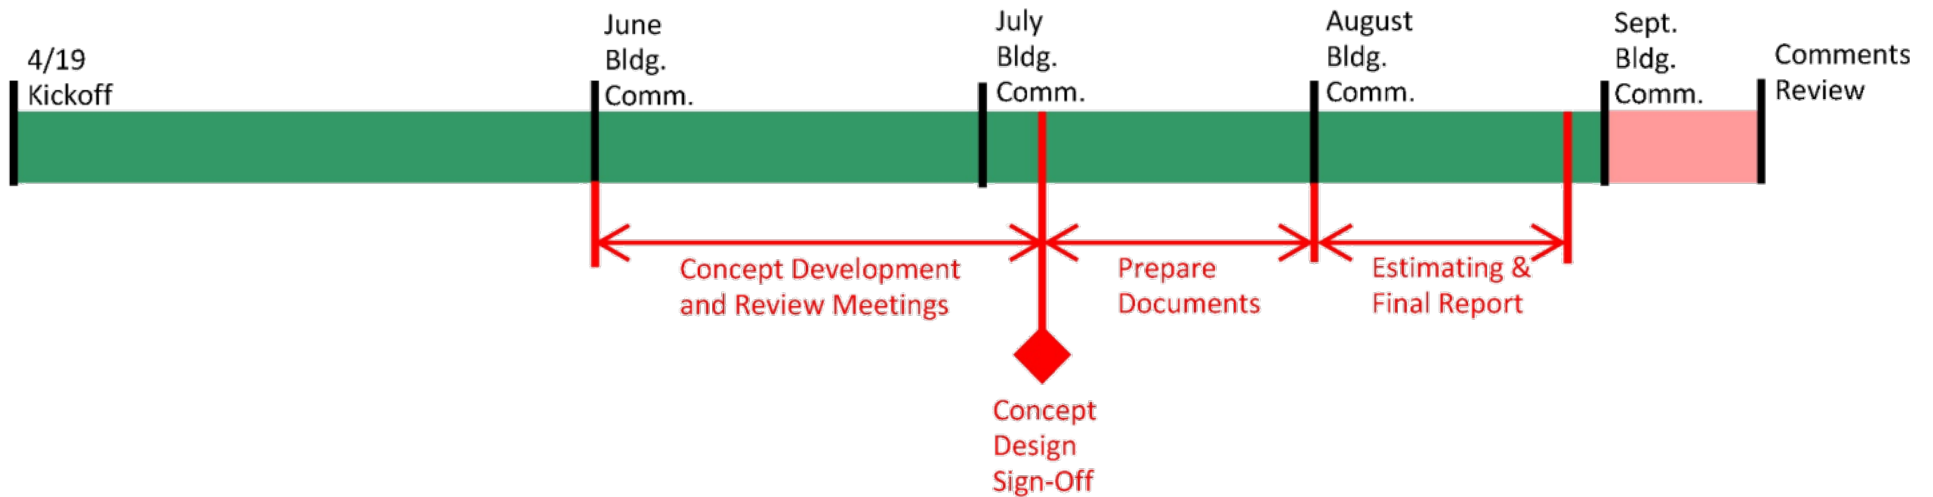 4/19
Kickoff
June
Bldg.
Comm.
July
Bldg.
Comm.
August
Bldg.
Comm.
Sept.
Bldg.
Comm.
Comments
Review
Concept Development
and Review Meetings
Prepare
Documents
Estimating &
Final Report
Concept
Design
Sign-Off